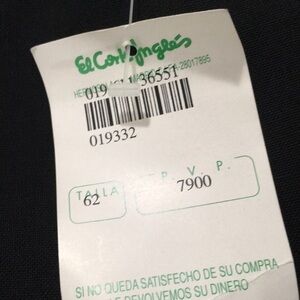 El Corte Inglés
A-28017895
019 36551
019332
TALLA
62
P. V. P.
7900
SI NO QUEDA SATISFECHO DE SU COMPRA
DEVOLVEMOS SU DINERO